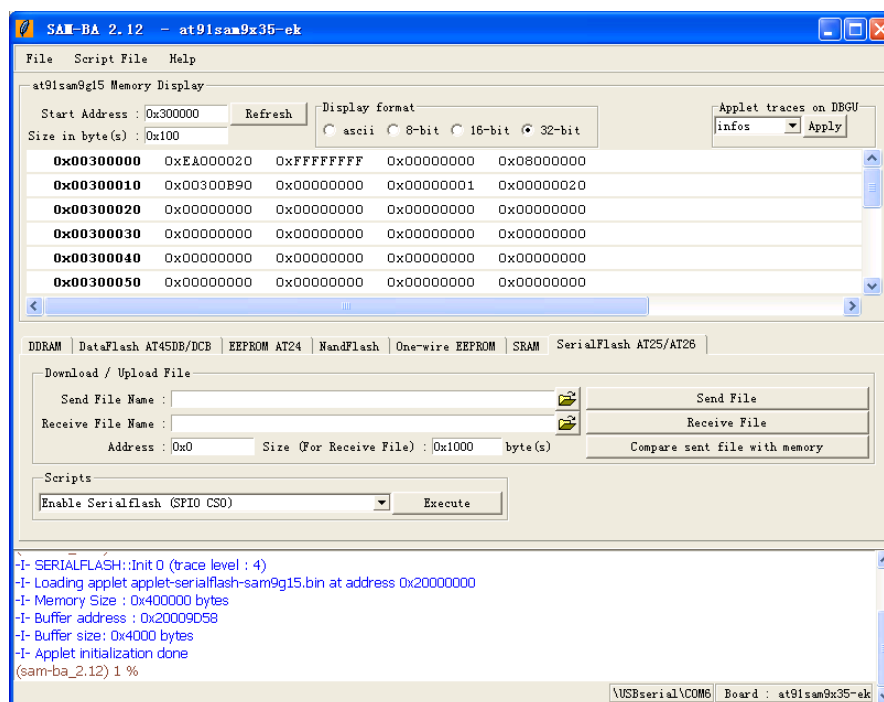 SAM-BA 2.12 - at91sam9x35-ek
File Script File Help
at91sam9g15 Memory Display
Start Address : 0x300000 Refresh
Size in byte(s) : 0x100
Display format
ascii 8-bit 16-bit 32-bit
Applet traces on DBGU
infos Apply
0x00300000 0xEA000020 0xFFFFFFFF 0x00000000 0x08000000
0x00300010 0x00300B90 0x00000000 0x00000001 0x00000020
0x00300020 0x00000000 0x00000000 0x00000000 0x00000000
0x00300030 0x00000000 0x00000000 0x00000000 0x00000000
0x00300040 0x00000000 0x00000000 0x00000000 0x00000000
0x00300050 0x00000000 0x00000000 0x00000000 0x00000000
DDRAM DataFlash AT45DB/DCB EEPROM AT24 NandFlash One-wire EEPROM SRAM SerialFlash AT25/AT26
Download / Upload File
Send File Name : Send File
Receive File Name : Receive File
Address : 0x0 Size (For Receive File) : 0x1000 byte(s) Compare sent file with memory
Scripts
Enable Serialflash (SPI0 CS0) Execute
-I- SERIALFLASH::Init 0 (trace level : 4)
-I- Loading applet applet-serialflash-sam9g15.bin at address 0x20000000
-I- Memory Size : 0x400000 bytes
-I- Buffer address : 0x20009D58
-I- Buffer size: 0x4000 bytes
-I- Applet initialization done
(sam-ba_2.12) 1 %
\USBserial\COM6 Board : at91sam9x35-ek